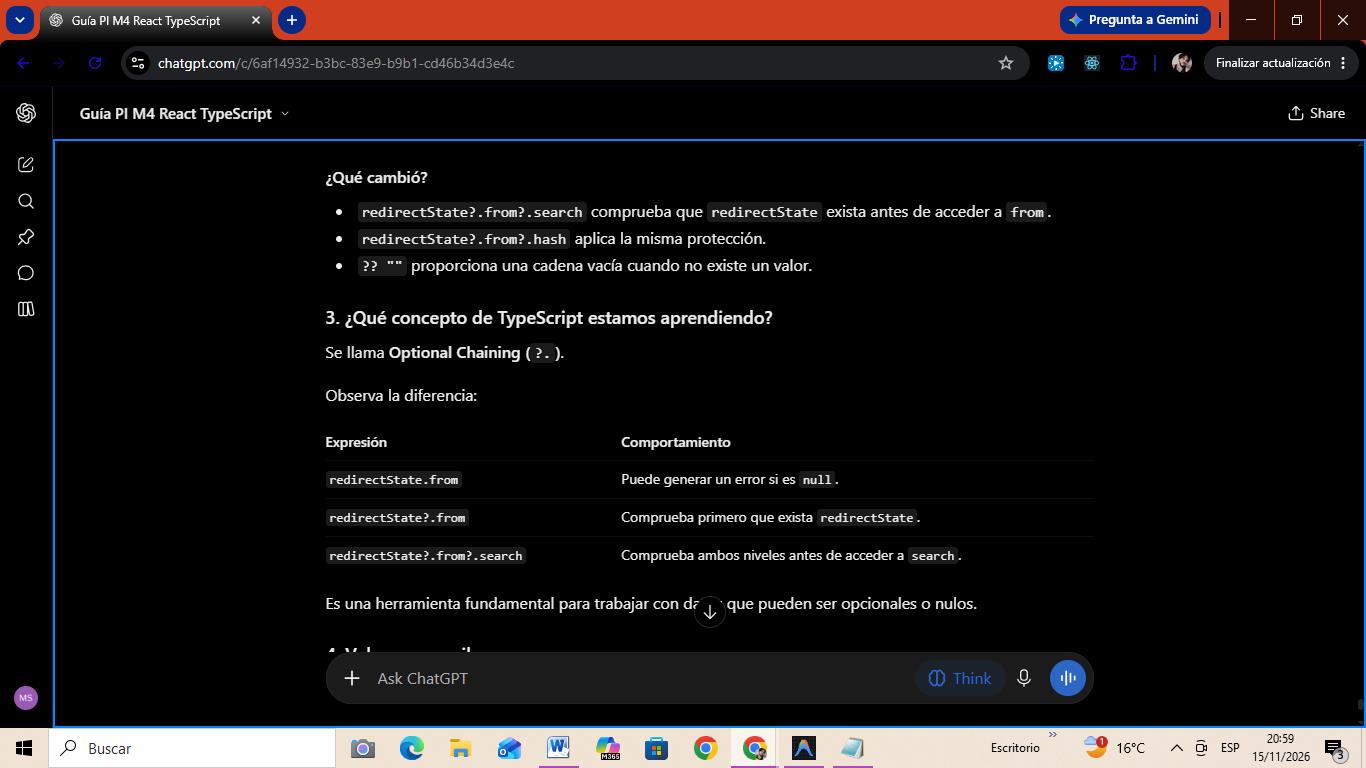 Guía PI M4 React TypeScript
Pregunta a Gemini
chatgpt.com/c/6af14932-b3bc-83e9-b9b1-cd46b34d3e4c
Finalizar actualización
Guía PI M4 React TypeScript
Share
¿Qué cambió?
redirectState?.from?.search comprueba que redirectState exista antes de acceder a from.
redirectState?.from?.hash aplica la misma protección.
?? "" proporciona una cadena vacía cuando no existe un valor.
3. ¿Qué concepto de TypeScript estamos aprendiendo?
Se llama Optional Chaining (?.).
Observa la diferencia:
Expresión Comportamiento
redirectState.from Puede generar un error si es null.
redirectState?.from Comprueba primero que exista redirectState.
redirectState?.from?.search Comprueba ambos niveles antes de acceder a search.
Es una herramienta fundamental para trabajar con que pueden ser opcionales o nulos.
Ask ChatGPT
Think
MS
Buscar
M365
Escritorio
1
16°C
ESP
20:59
15/11/2026
3